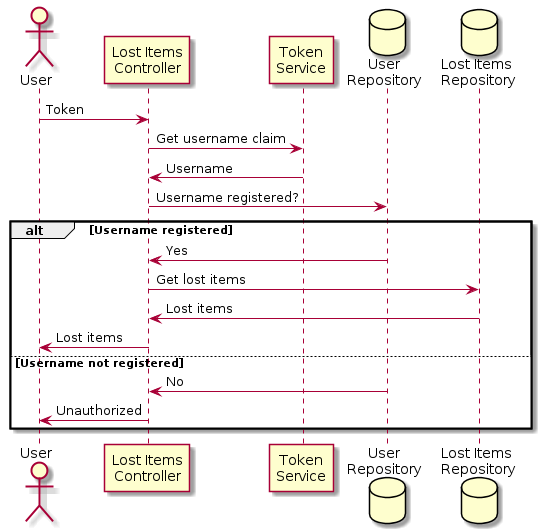 User
Lost Items
Controller
Token
Service
User
Repository
Lost Items
Repository
Token
Get username claim
Username
Username registered?
alt [Username registered]
Yes
Get lost items
Lost items
Lost items
[Username not registered]
No
Unauthorized
User
Lost Items
Controller
Token
Service
User
Repository
Lost Items
Repository